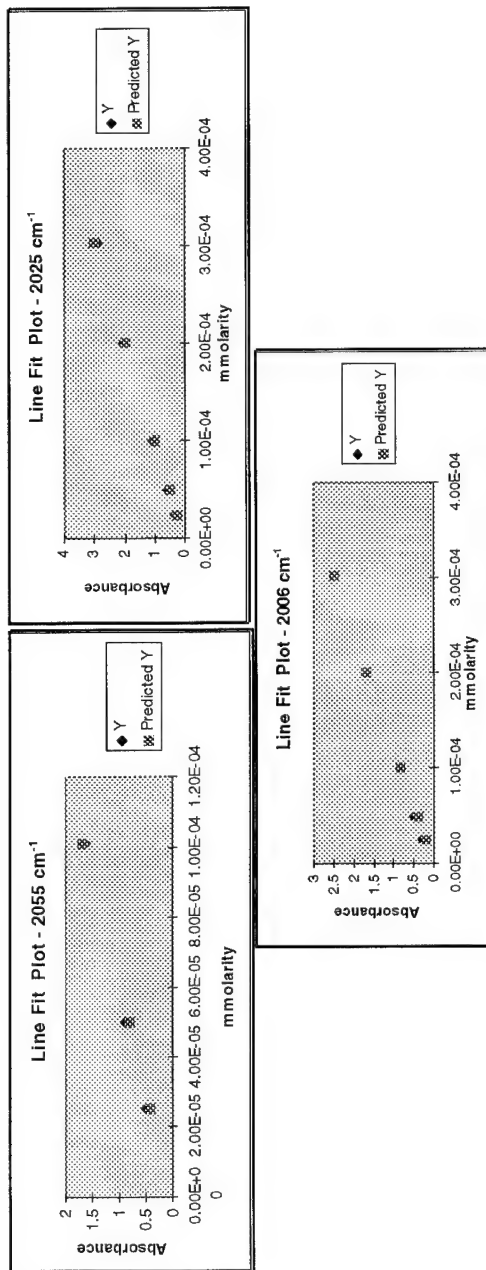 Line Fit Plot - 2055 cm-1
Absorbance
2
1.5
1
0.5
0
0.00E+0
0
2.00E-05
4.00E-05
6.00E-05
8.00E-05
1.00E-04
1.20E-04
mmolarity
Y
Predicted Y
Line Fit Plot - 2025 cm-1
Absorbance
4
3
2
1
0
0.00E+00
1.00E-04
2.00E-04
3.00E-04
4.00E-04
mmolarity
Y
Predicted Y
Line Fit Plot - 2006 cm-1
Absorbance
3
2.5
2
1.5
1
0.5
0
0.00E+00
1.00E-04
2.00E-04
3.00E-04
4.00E-04
mmolarity
Y
Predicted Y